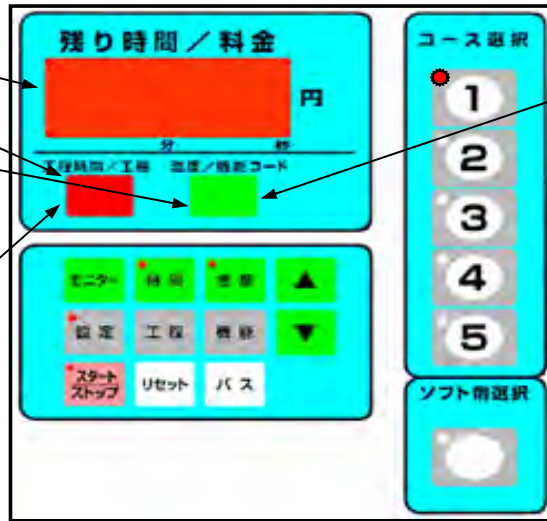 残り時間／料金
円
分 秒
工程時間／工程 温度／機能コード
モニター 時間 金額 ▲
設定 工程 機能 ▼
スタート
ストップ
リセット パス
コース選択
1
2
3
4
5
ソフト剤選択